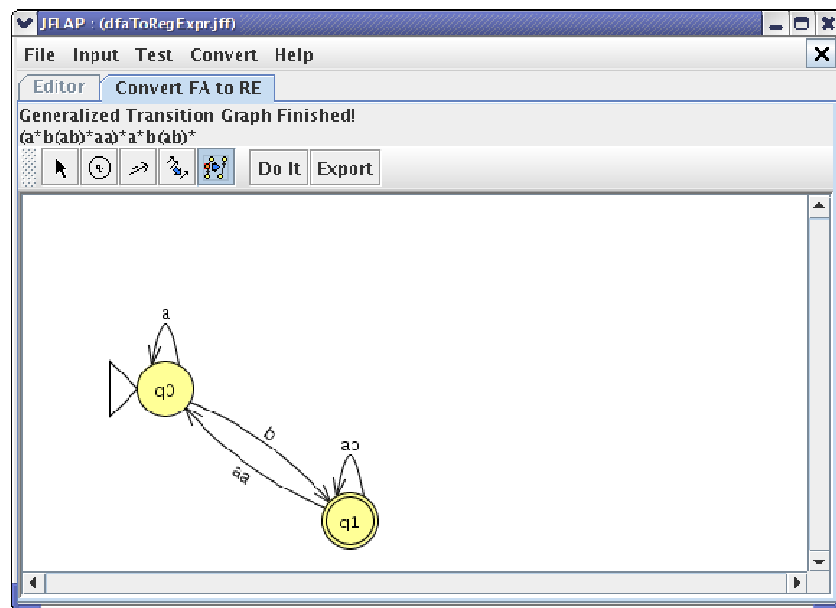 JFLAP : (dfaToRegExpr.jff)
File Input Test Convert Help
Editor Convert FA to RE
Generalized Transition Graph Finished!
(a*b(ab)*aa)*a*b(ab)*
Do It Export
a
q0
b
aa
ab
q1